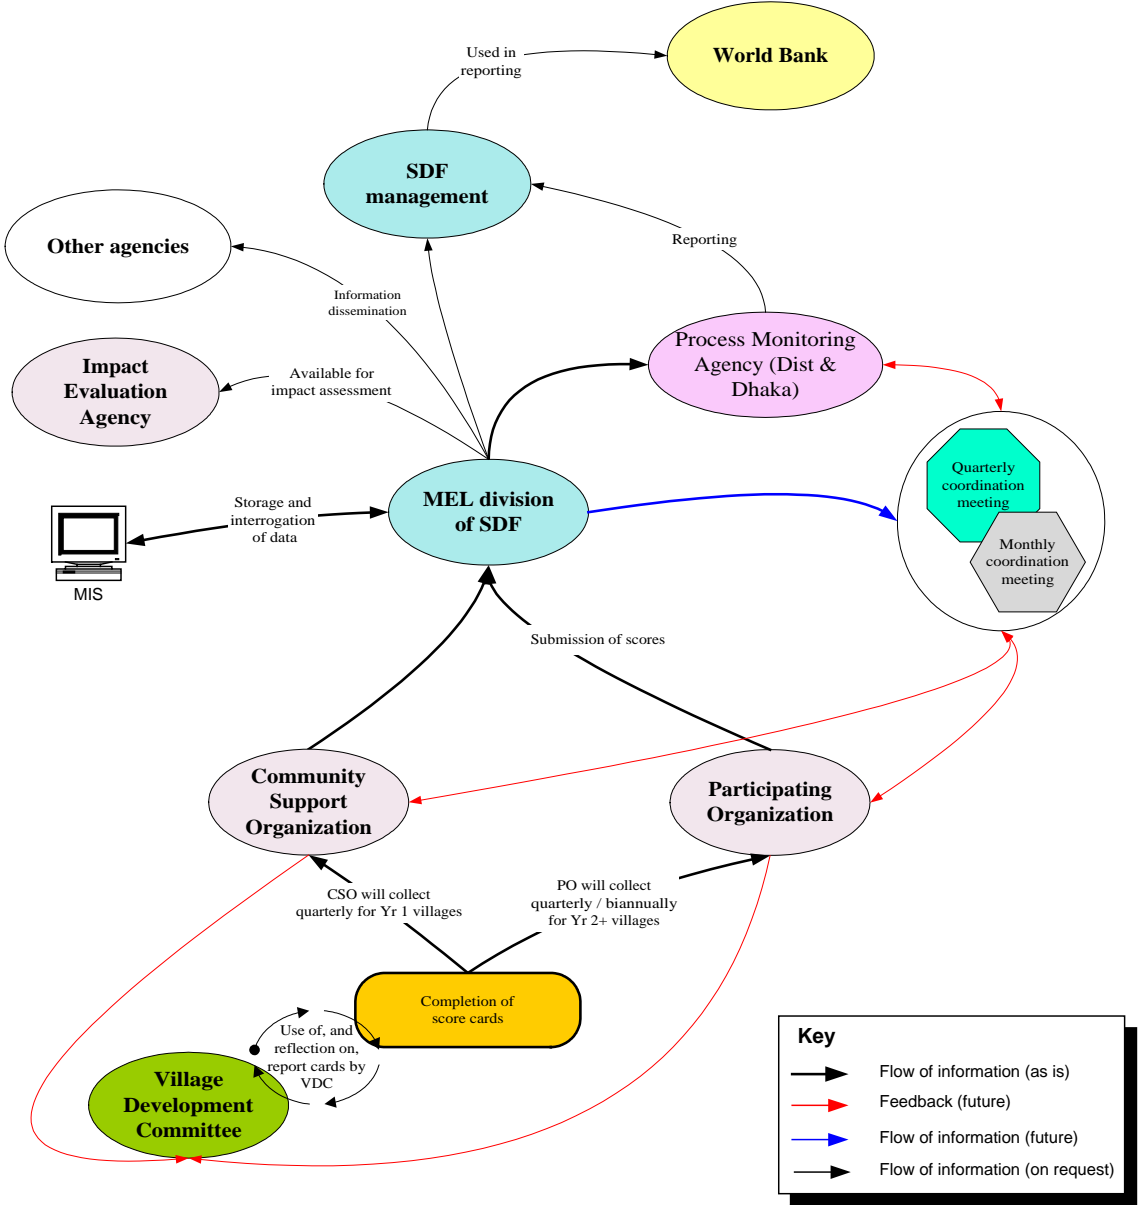 World Bank
Used in
reporting
SDF
management
Other agencies
Reporting
Information
dissemination
Process Monitoring
Agency (Dist &
Dhaka)
Impact
Evaluation
Agency
Available for
impact assessment
Quarterly
coordination
meeting
Monthly
coordination
meeting
MEL division
of SDF
Storage and
interrogation
of data
MIS
Submission of scores
Community
Support
Organization
Participating
Organization
CSO will collect
quarterly for Yr 1 villages
PO will collect
quarterly / biannually
for Yr 2+ villages
Completion of
score cards
Use of, and
reflection on,
report cards by
VDC
Village
Development
Committee
Key
Flow of information (as is)
Feedback (future)
Flow of information (future)
Flow of information (on request)